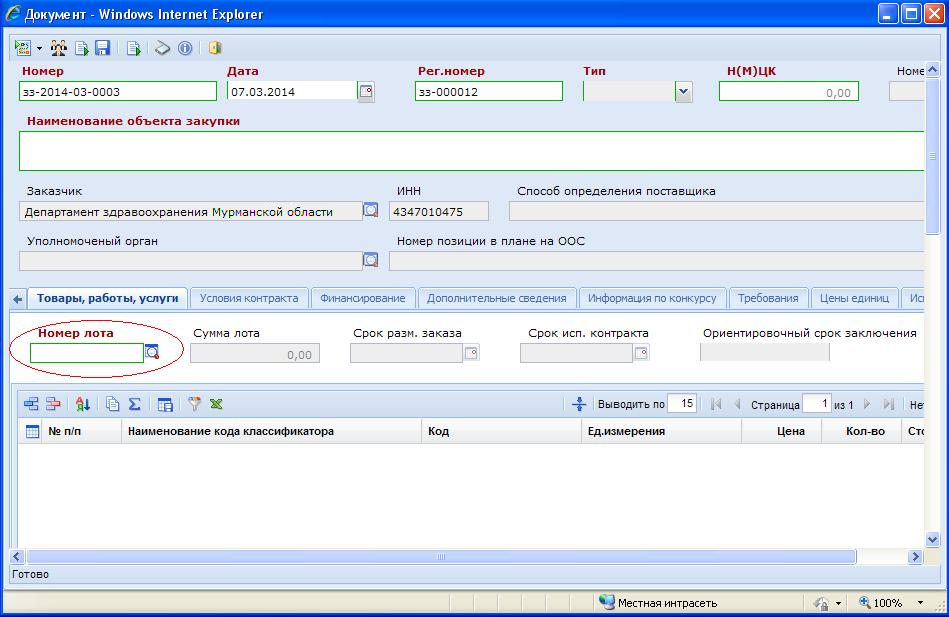 Документ - Windows Internet Explorer
Номер Дата Рег.номер Тип Н(М)ЦК Номе
зз-2014-03-0003 07.03.2014 зз-000012 0,00
Наименование объекта закупки
Заказчик ИНН Способ определения поставщика
Департамент здравоохранения Мурманской области 4347010475
Уполномоченый орган Номер позиции в плане на ООС
Товары, работы, услуги Условия контракта Финансирование Дополнительные сведения Информация по конкурсу Требования Цены единиц Ис
Номер лота Сумма лота Срок разм. заказа Срок исп. контракта Ориентировочный срок заключения
0,00
Выводить по 15 Страница 1 из 1 Нет
№ п/п Наименование кода классификатора Код Ед.измерения Цена Кол-во Сто
Готово
Местная интрасеть 100%